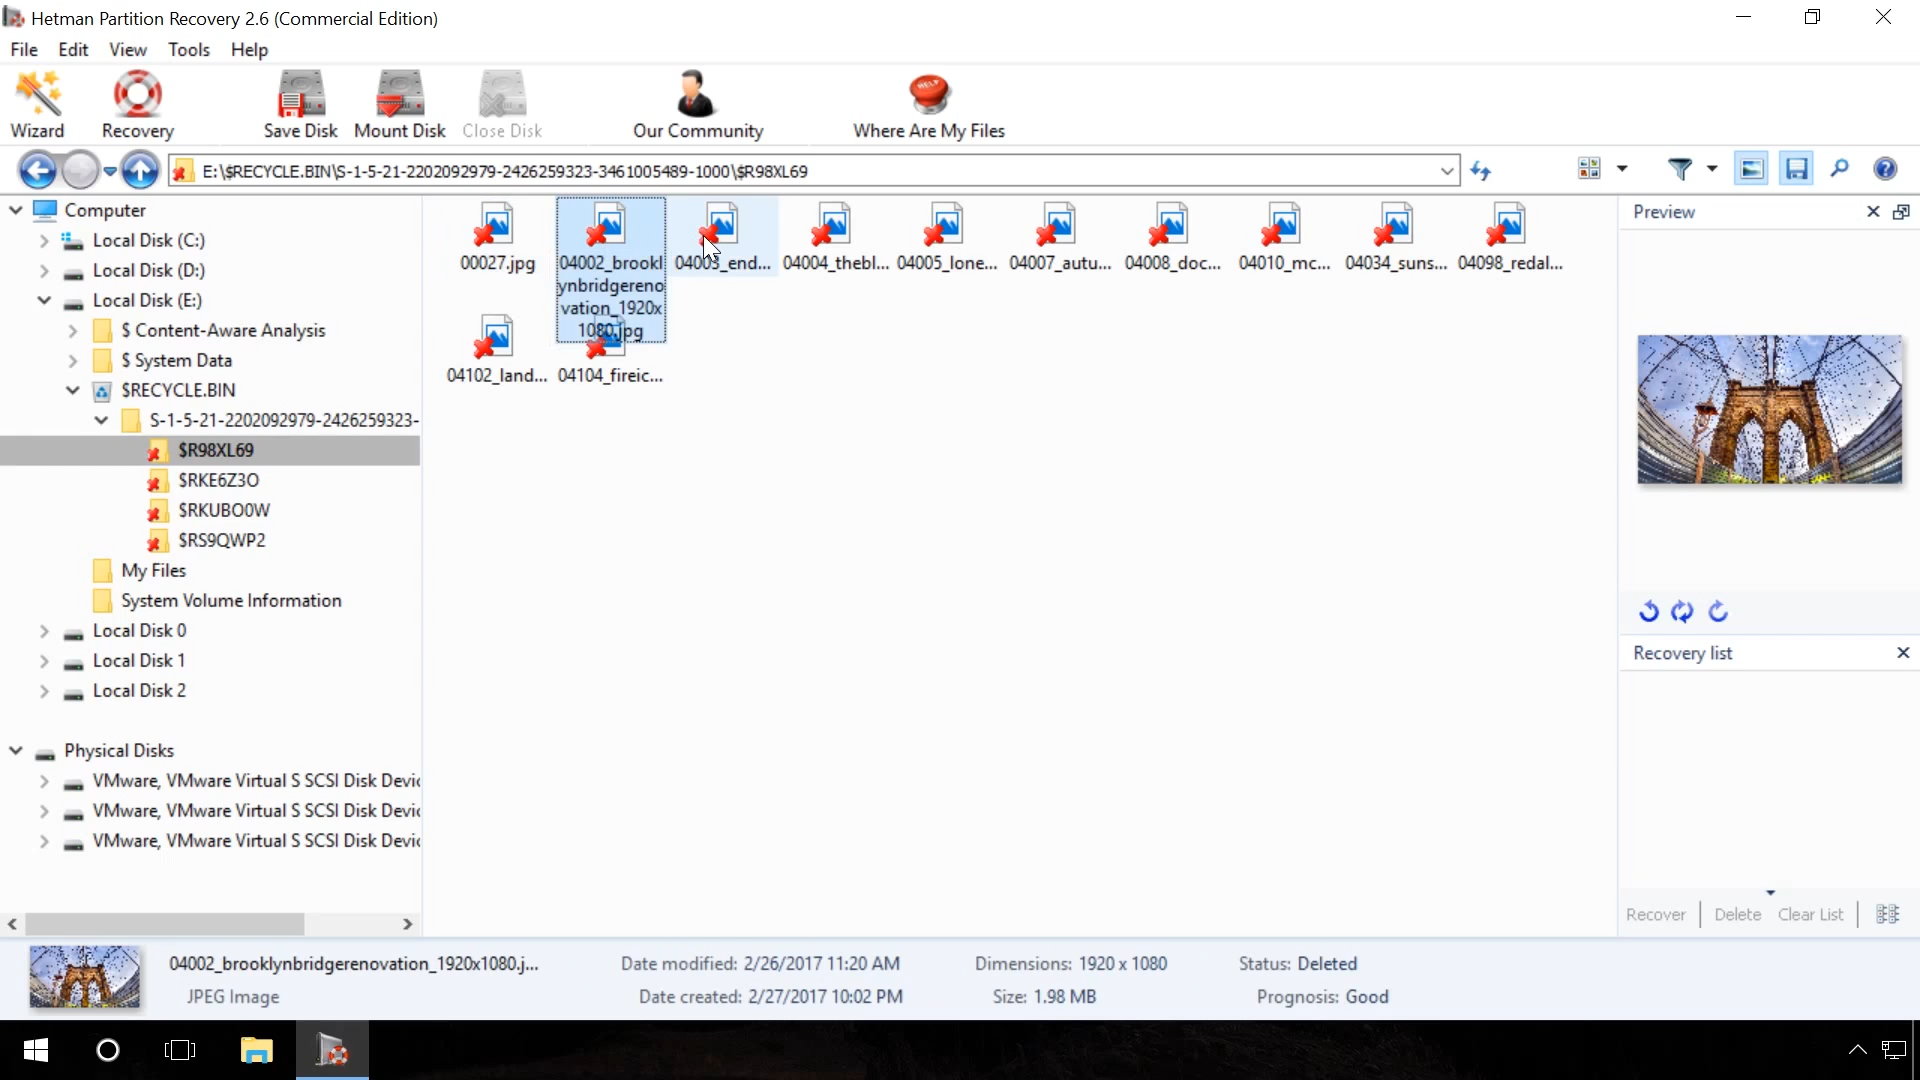 Hetman Partition Recovery 2.6 (Commercial Edition)
File Edit View Tools Help
Wizard Recovery Save Disk Mount Disk Close Disk Our Community HELP Where Are My Files
E:\$RECYCLE.BIN\S-1-5-21-2202092979-2426259323-3461005489-1000\$R98XL69
Computer
Local Disk (C:)
Local Disk (D:)
Local Disk (E:)
$ Content-Aware Analysis
$ System Data
$RECYCLE.BIN
S-1-5-21-2202092979-2426259323-
$R98XL69
$RKE6Z3O
$RKUBO0W
$RS9QWP2
My Files
System Volume Information
Local Disk 0
Local Disk 1
Local Disk 2
Physical Disks
VMware, VMware Virtual S SCSI Disk Devic
VMware, VMware Virtual S SCSI Disk Devic
VMware, VMware Virtual S SCSI Disk Devic
00027.jpg
04002_brookl
ynbridgereno
vation_1920x
1080.jpg
04003_end...
04004_thebl...
04005_lone...
04007_autu...
04008_doc...
04010_mc...
04034_suns...
04098_redal...
04102_land...
04104_fireic...
Preview
Recovery list
Recover Delete Clear List
04002_brooklynbridgerenovation_1920x1080.j...
JPEG Image
Date modified: 2/26/2017 11:20 AM
Date created: 2/27/2017 10:02 PM
Dimensions: 1920 x 1080
Size: 1.98 MB
Status: Deleted
Prognosis: Good